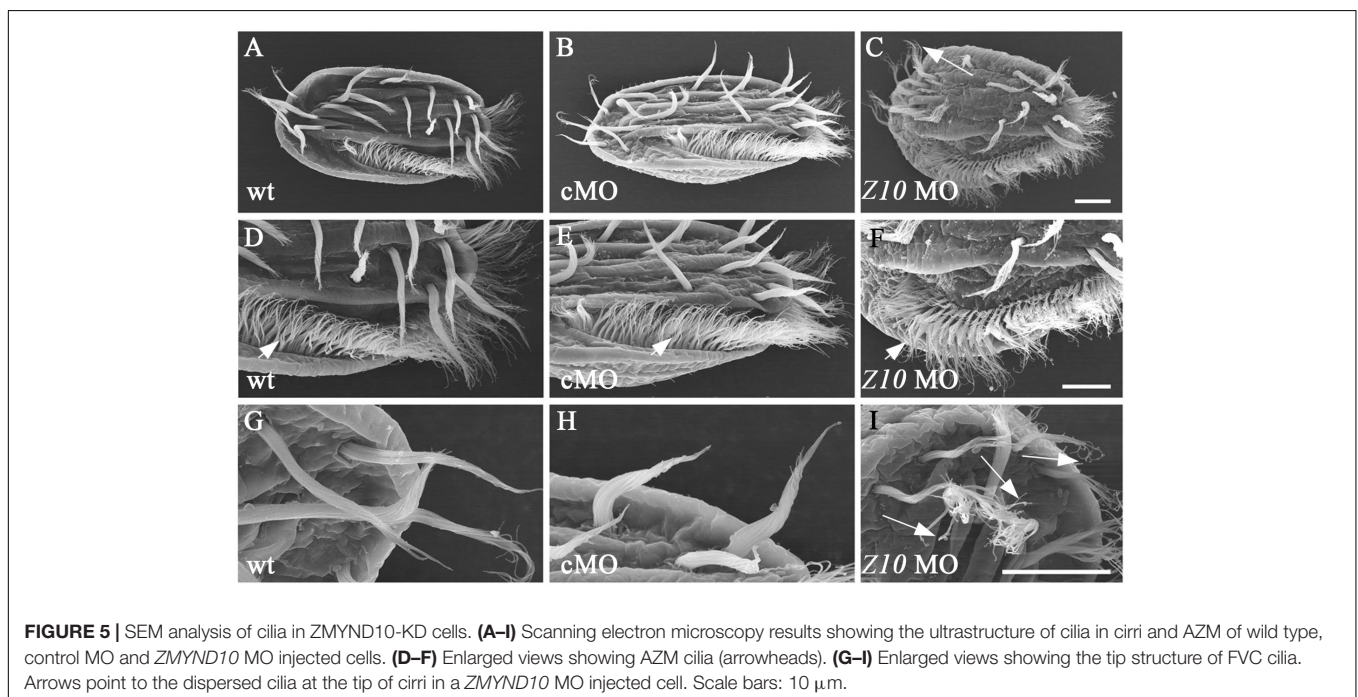 A
B
C
wt
cMO
Z10 MO
D
E
F
wt
cMO
Z10 MO
G
H
I
wt
cMO
Z10 MO
FIGURE 5 | SEM analysis of cilia in ZMYND10-KD cells. (A–I) Scanning electron microscopy results showing the ultrastructure of cilia in cirri and AZM of wild type,
control MO and ZMYND10 MO injected cells. (D–F) Enlarged views showing AZM cilia (arrowheads). (G–I) Enlarged views showing the tip structure of FVC cilia.
Arrows point to the dispersed cilia at the tip of cirri in a ZMYND10 MO injected cell. Scale bars: 10 μm.